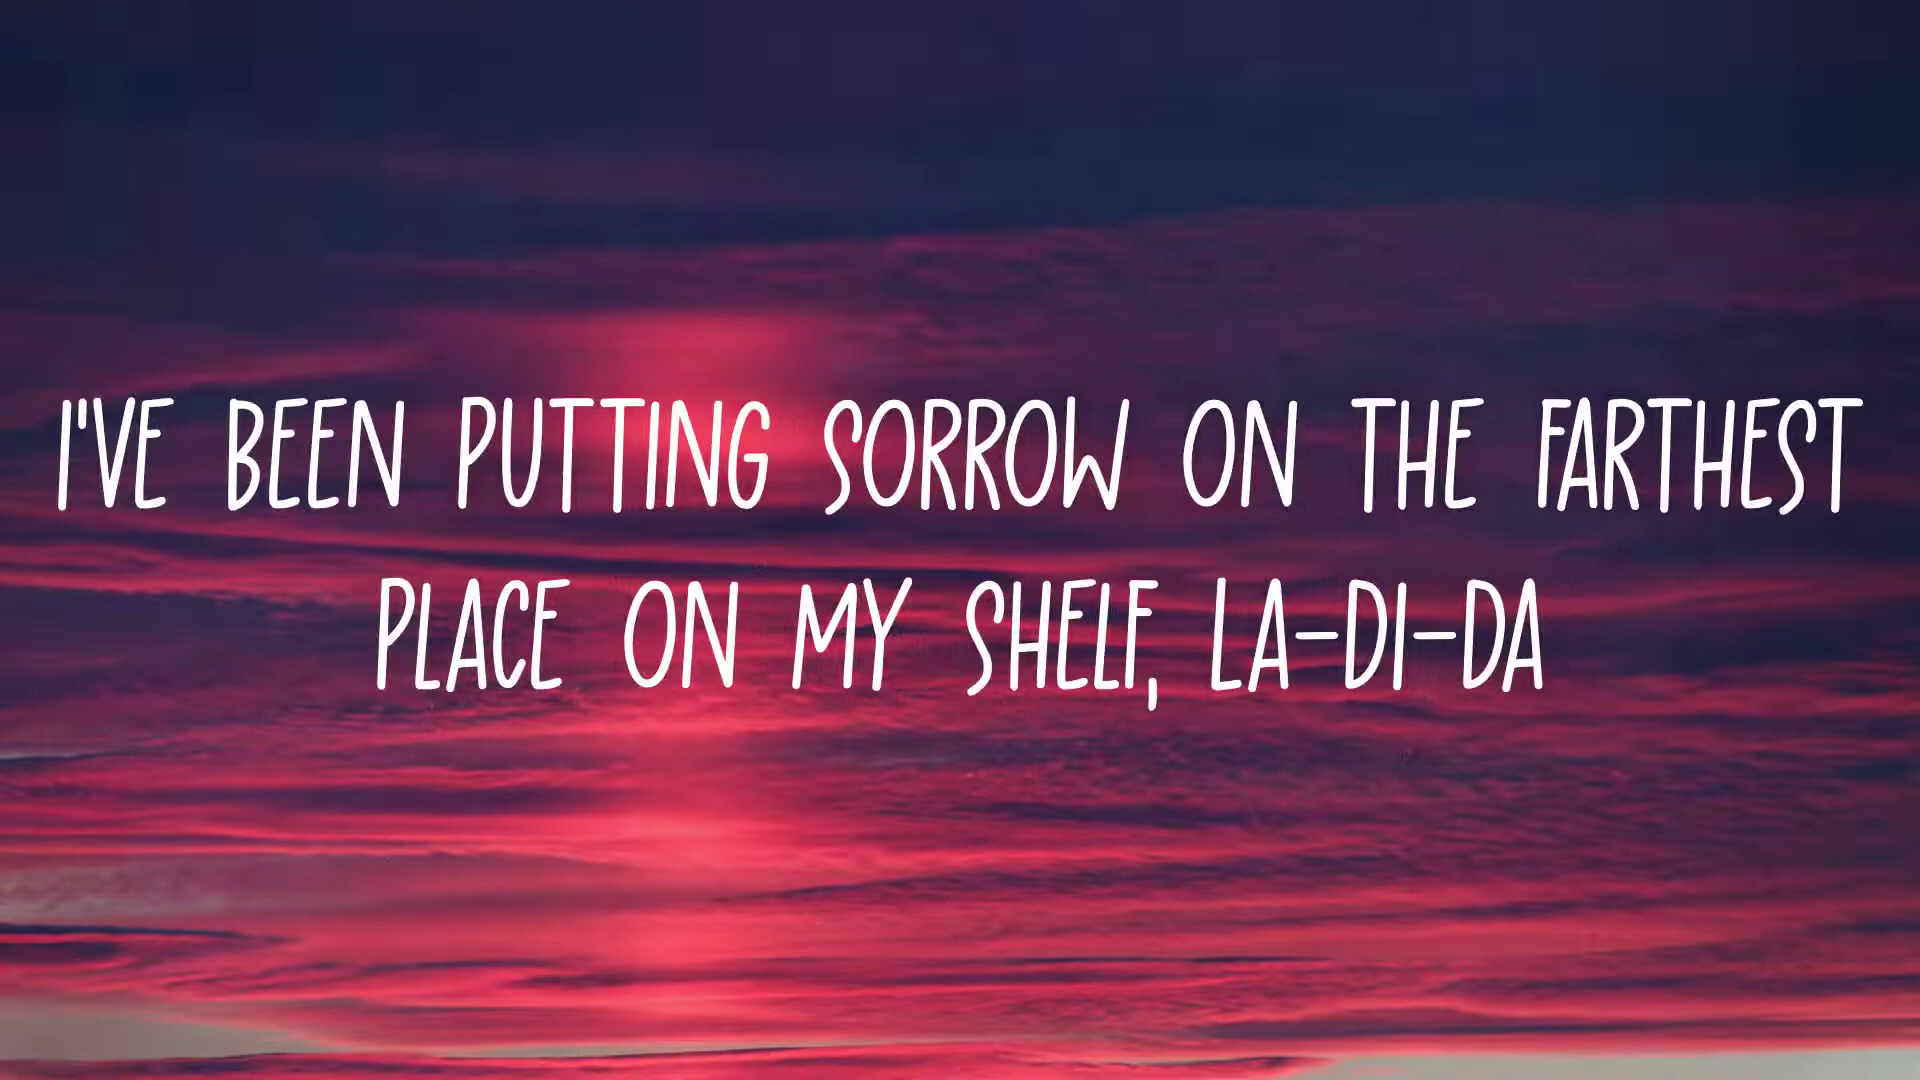 I'VE BEEN PUTTING SORROW ON THE FARTHEST
PLACE ON MY SHELF, LA-DI-DA